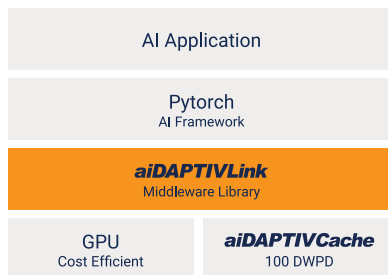 AI Application
Pytorch
AI Framework
aiDAPTIVLink
Middleware Library
GPU
Cost Efficient
aiDAPTIVCache
100 DWPD